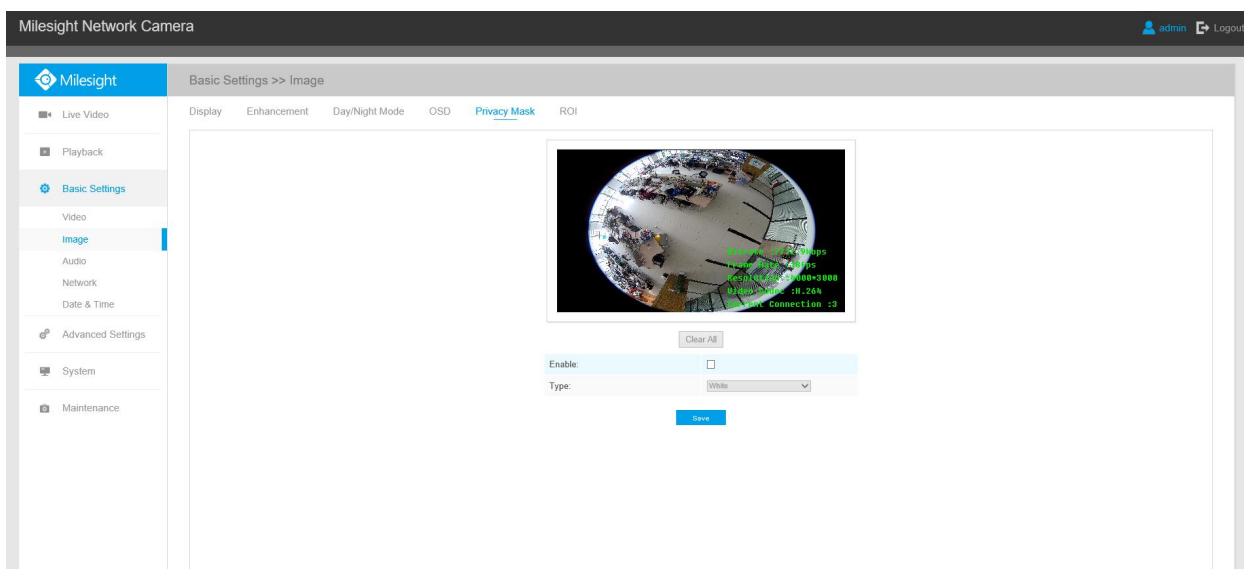 Milesight Network Camera
admin Logout
Milesight
Basic Settings >> Image
Live Video
Display Enhancement Day/Night Mode OSD Privacy Mask ROI
Playback
Basic Settings
Video
Image
Audio
Network
Date & Time
Advanced Settings
System
Maintenance
Frame Rate
:H.264
Connection :3
Clear All
Enable:
Type: White
Save